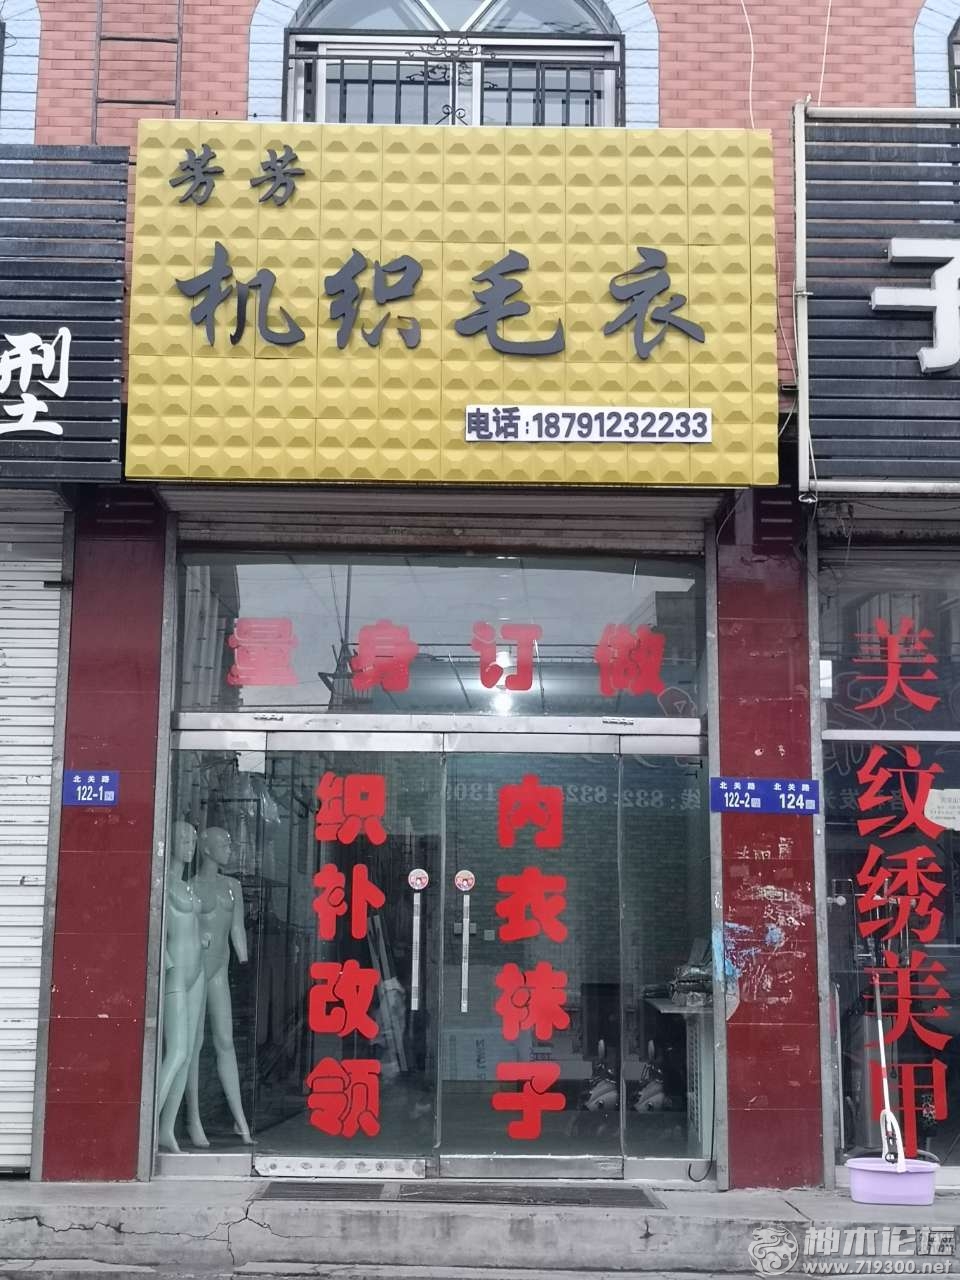 芳芳
机织毛衣
电话:18791232233
型
量身订做
织补改领
内衣袜子
美纹绣美甲
北关路
122-1
北关路
122-2
北关路
124
神木论坛
www.719300.net